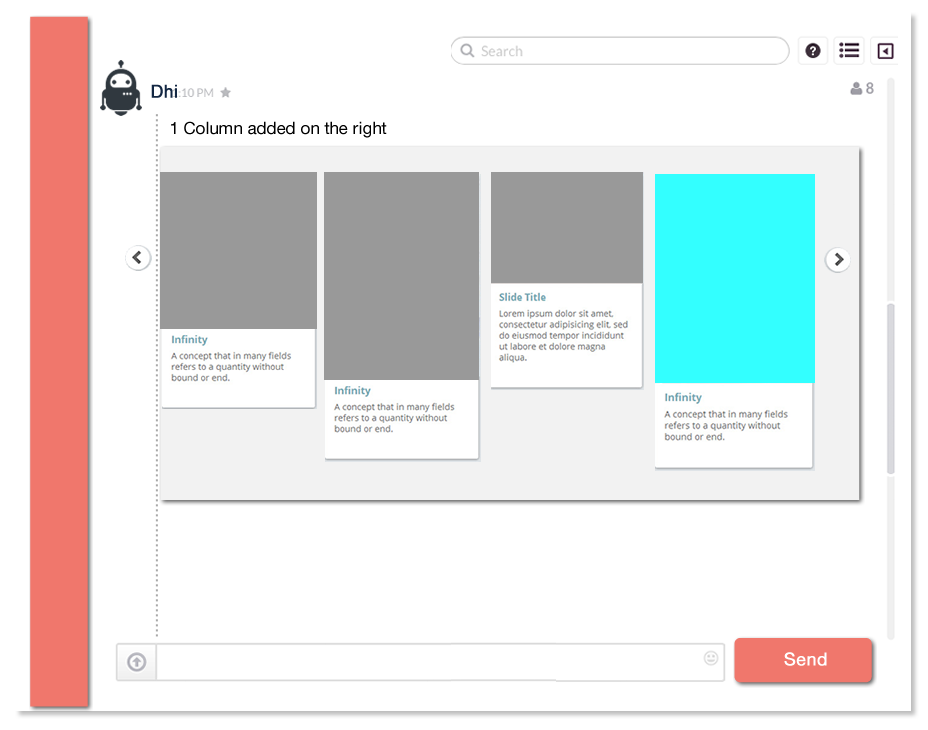 Search
Dhi:10 PM
8
1 Column added on the right
Infinity
A concept that in many fields
refers to a quantity without
bound or end.
Infinity
A concept that in many fields
refers to a quantity without
bound or end.
Slide Title
Lorem ipsum dolor sit amet,
consectetur adipisicing elit, sed
do eiusmod tempor incididunt
ut labore et dolore magna
aliqua.
Infinity
A concept that in many fields
refers to a quantity without
bound or end.
Send